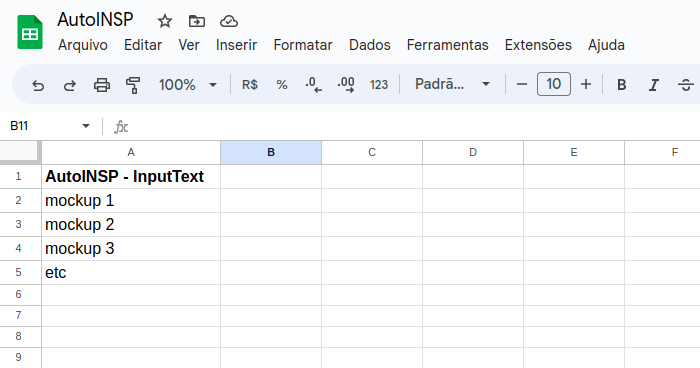 AutoINSP
Arquivo Editar Ver Inserir Formatar Dados Ferramentas Extensões Ajuda
100% R$ % .0 .00 123 Padrã... 10 B I S
B11 fx
A B C D E F
1 AutoINSP - InputText
2 mockup 1
3 mockup 2
4 mockup 3
5 etc
6
7
8
9